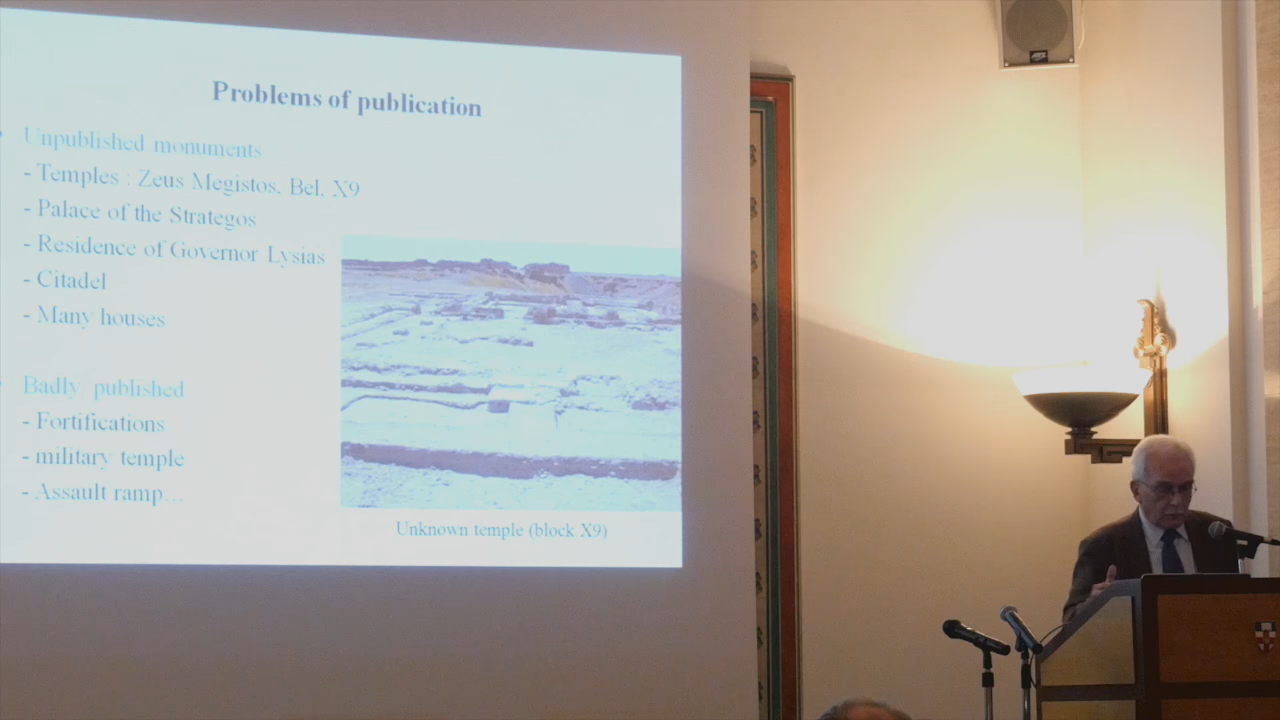 Problems of publication
Unpublished monuments
- Temples : Zeus Megistos, Bel, X9
- Palace of the Strategos
- Residence of Governor Lysias
- Citadel
- Many houses
Badly published
- Fortifications
- military temple
- Assault ramp...
Unknown temple (block X9)